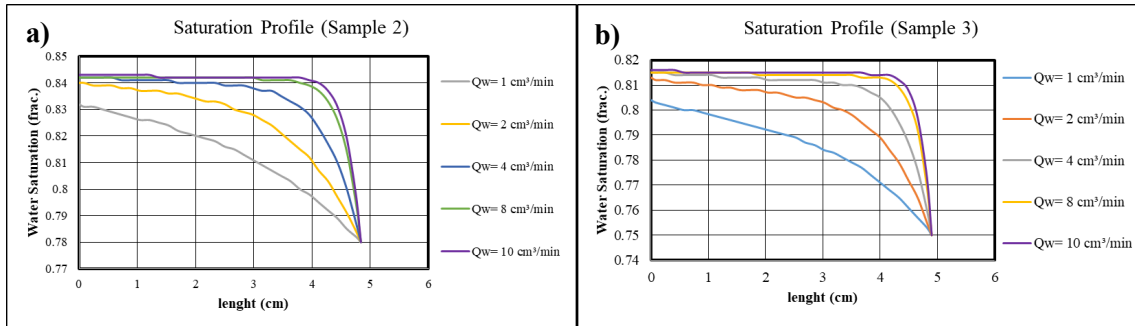 a)
Saturation Profile (Sample 2)
Water Saturation (frac.)
0.85
0.84
0.83
0.82
0.81
0.8
0.79
0.78
0.77
0 1 2 3 4 5 6
lenght (cm)
Qw= 1 cm³/min
Qw= 2 cm³/min
Qw= 4 cm³/min
Qw= 8 cm³/min
Qw= 10 cm³/min
b)
Saturation Profile (Sample 3)
Water Saturation (frac.)
0.82
0.81
0.8
0.79
0.78
0.77
0.76
0.75
0.74
0 1 2 3 4 5 6
lenght (cm)
Qw= 1 cm³/min
Qw= 2 cm³/min
Qw= 4 cm³/min
Qw= 8 cm³/min
Qw= 10 cm³/min